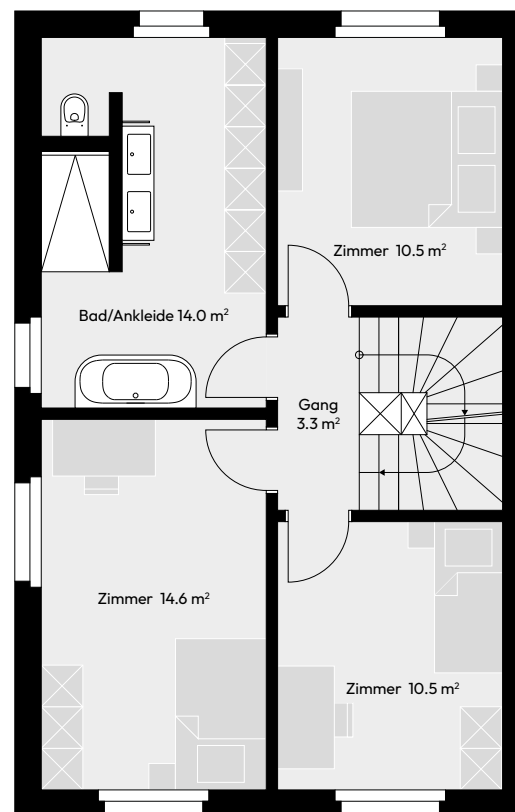 Zimmer 10.5 m²
Bad/Ankleide 14.0 m²
Gang
3.3 m²
Zimmer 14.6 m²
Zimmer 10.5 m²